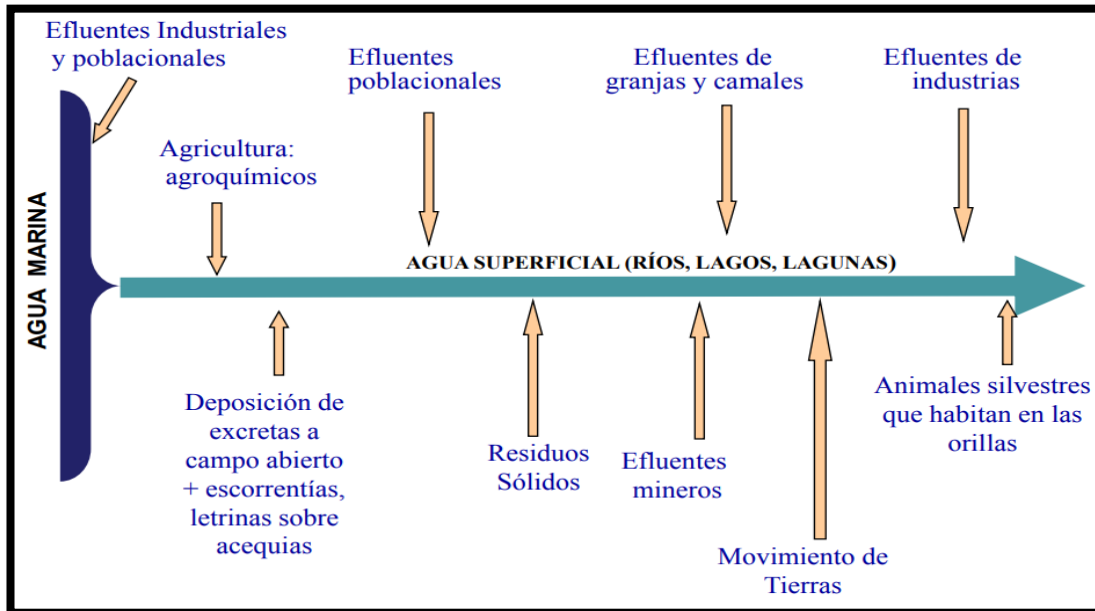 Efluentes Industriales
y poblacionales
Efluentes
poblacionales
Efluentes de
granjas y camales
Efluentes de
industrias
Agricultura:
agroquímicos
AGUA MARINA
AGUA SUPERFICIAL (RÍOS, LAGOS, LAGUNAS)
Deposición de
excretas a
campo abierto
+ escorrentías,
letrinas sobre
acequias
Residuos
Sólidos
Efluentes
mineros
Movimiento de
Tierras
Animales silvestres
que habitan en las
orillas